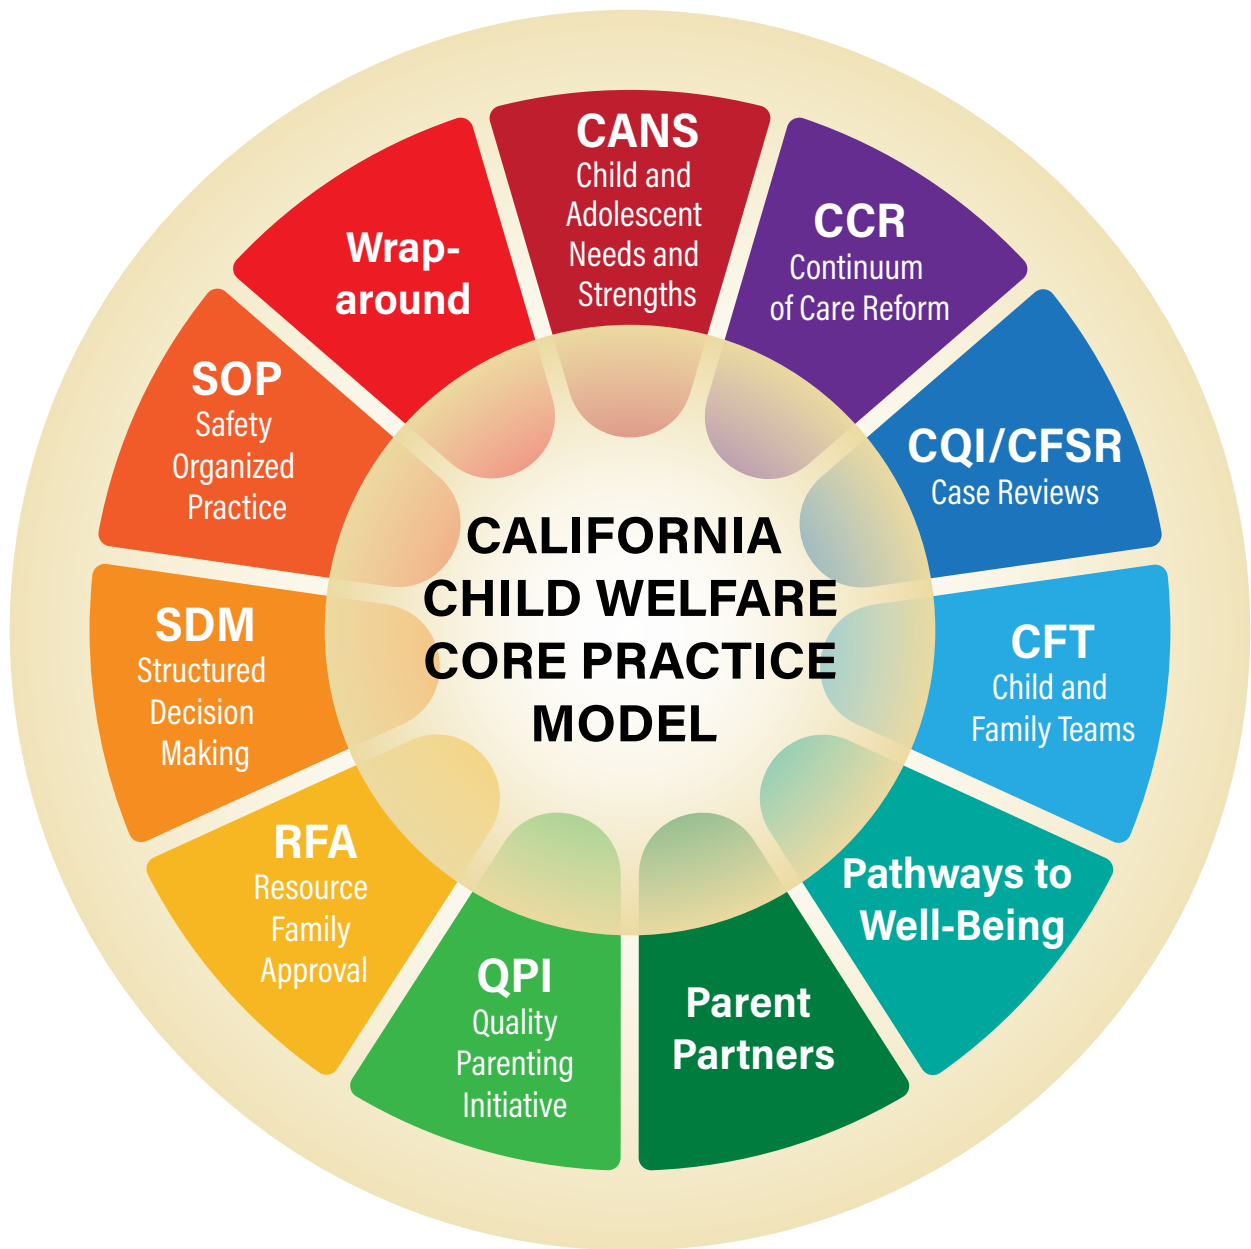 CANS
Child and
Adolescent
Needs and
Strengths
CCR
Continuum
of Care Reform
CQI/CFSR
Case Reviews
CFT
Child and
Family Teams
Pathways to
Well-Being
Parent
Partners
QPI
Quality
Parenting
Initiative
RFA
Resource
Family
Approval
SDM
Structured
Decision
Making
SOP
Safety
Organized
Practice
Wrap-
around
CALIFORNIA
CHILD WELFARE
CORE PRACTICE
MODEL